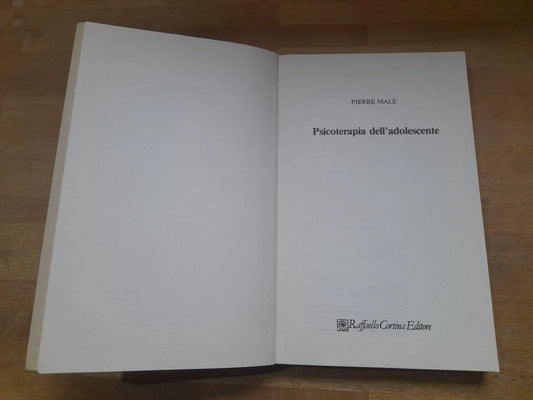 PIERRE MALE
Psicoterapia dell'adolescente
Raffaello Cortina Editore